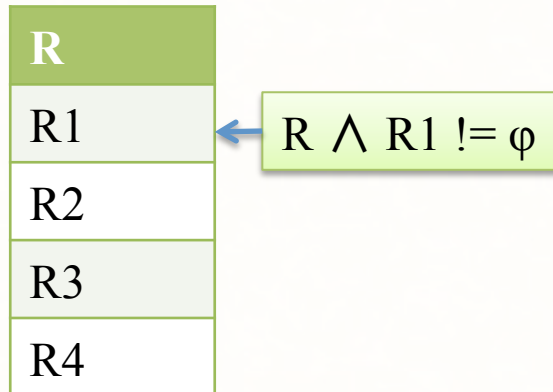 R
R1
R ∧ R1 != φ
R2
R3
R4